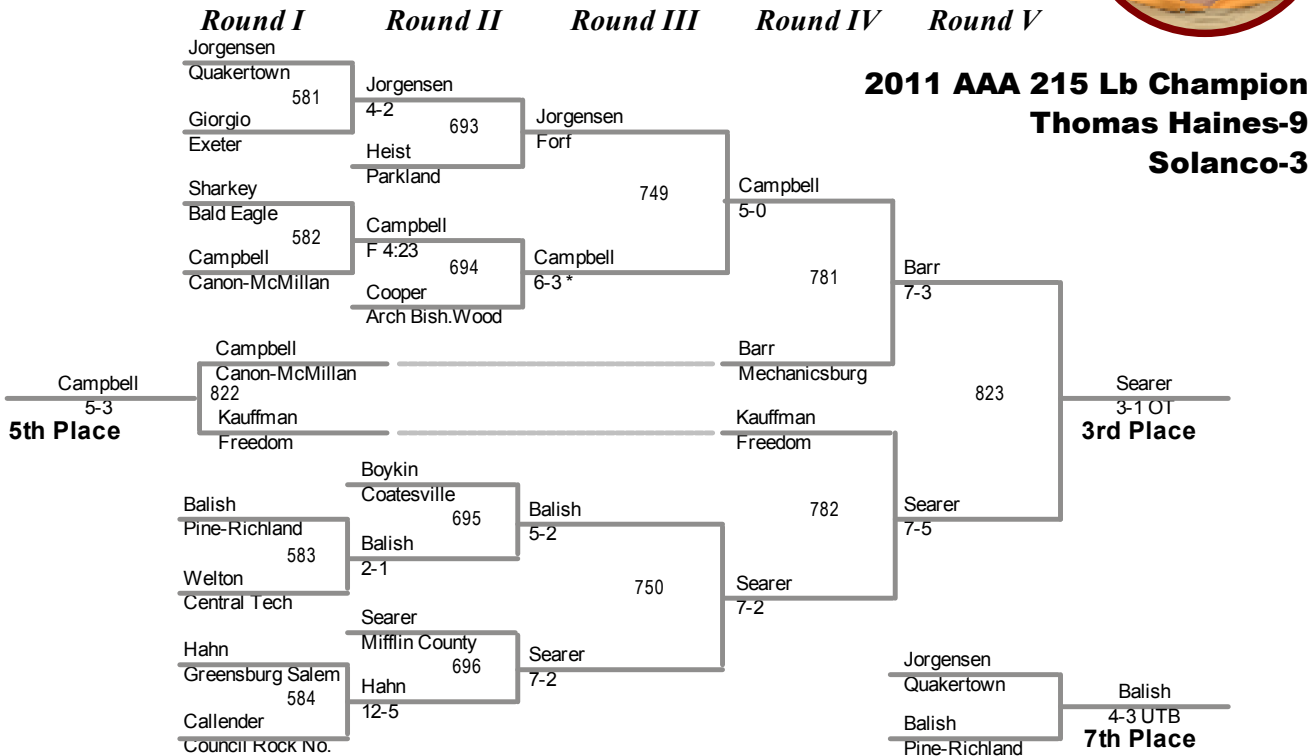 Round I Round II Round III Round IV Round V
2011 AAA 215 Lb Champion
Thomas Haines-9
Solanco-3
Jorgensen
Quakertown
581
Giorgio
Exeter
Jorgensen
4-2
693
Heist
Parkland
Jorgensen
Forf
Sharkey
Bald Eagle
582
Campbell
Canon-McMillan
Campbell
F 4:23
694
Cooper
Arch Bish.Wood
Campbell
6-3 *
749
Campbell
5-0
781
Barr
Mechanicsburg
Barr
7-3
Campbell
Canon-McMillan
822
Kauffman
Freedom
Campbell
5-3
5th Place
Kauffman
Freedom
823
Searer
3-1 OT
3rd Place
Boykin
Coatesville
695
Balish
Pine-Richland
583
Welton
Central Tech
Balish
2-1
Balish
5-2
750
Searer
Mifflin County
696
Hahn
Greensburg Salem
584
Callender
Council Rock No.
Hahn
12-5
Searer
7-2
Searer
7-2
782
Searer
7-5
Jorgensen
Quakertown
Balish
Pine-Richland
Balish
4-3 UTB
7th Place